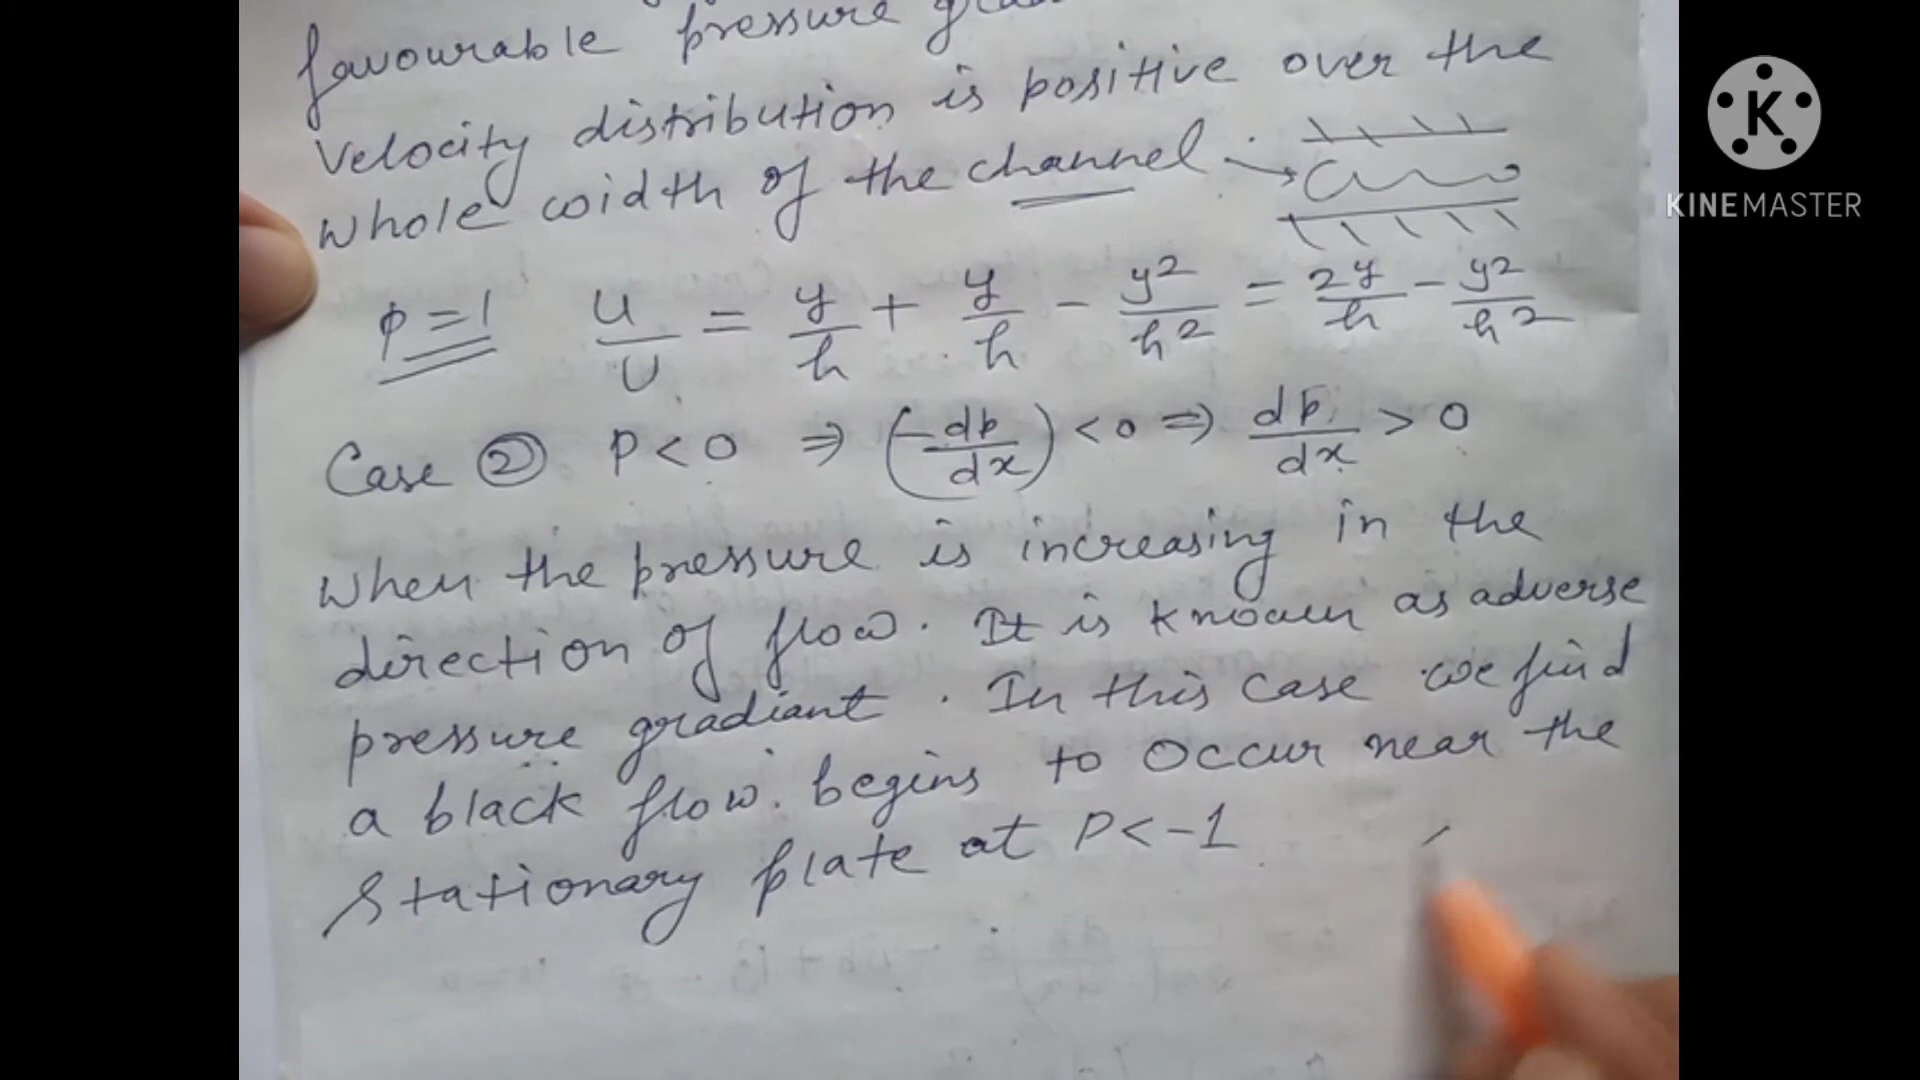 favourable pressure
velocity distribution is positive over the
whole width of the channel
p = 1 u/U = y/h + y/h - y²/h² = 2y/h - y²/h²
Case ② P < 0 ⇒ (-dp/dx) < 0 ⇒ dp/dx > 0
When the pressure is increasing in the
direction of flow. It is known as adverse
pressure gradiant. In this case we find
a black flow. begins to occur near the
stationary plate at P < -1
K
KINEMASTER